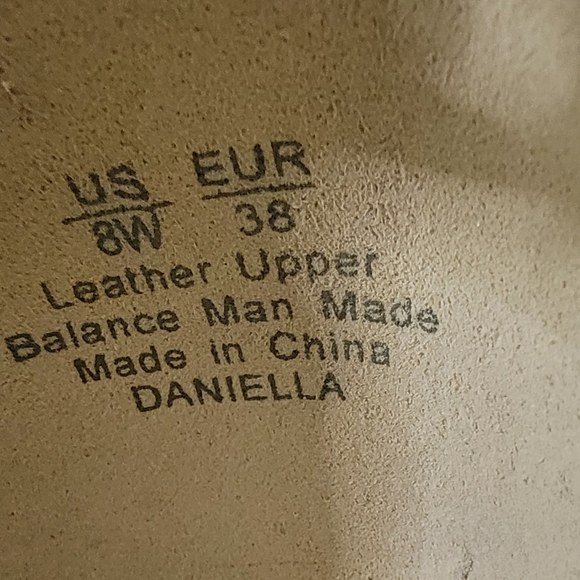 US EUR
8W 38
Leather Upper
Balance Man Made
Made in China
DANIELLA